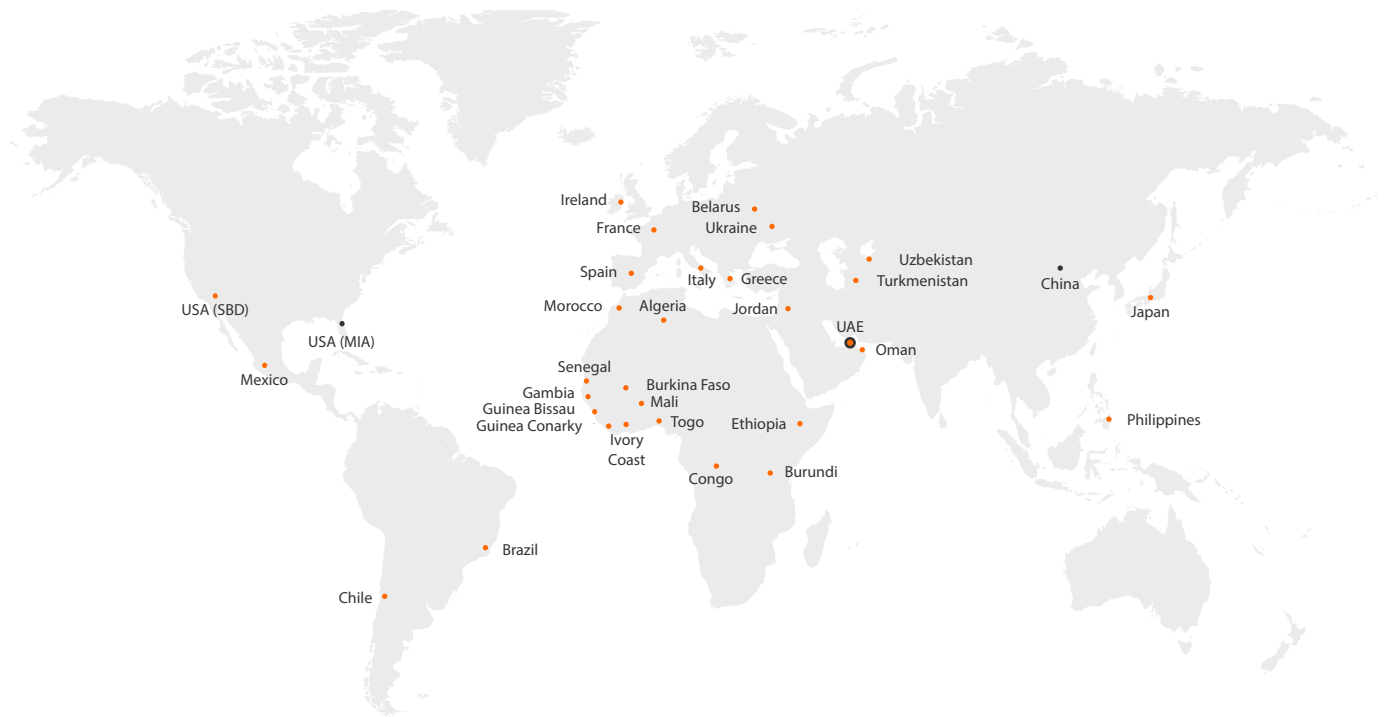 Ireland
Belarus
France
Ukraine
Uzbekistan
Spain
Italy
Greece
Turkmenistan
China
USA (SBD)
Morocco
Algeria
Jordan
Japan
USA (MIA)
UAE
Oman
Mexico
Senegal
Burkina Faso
Gambia
Mali
Guinea Bissau
Guinea Conarky
Togo
Ethiopia
Philippines
Ivory
Coast
Congo
Burundi
Brazil
Chile